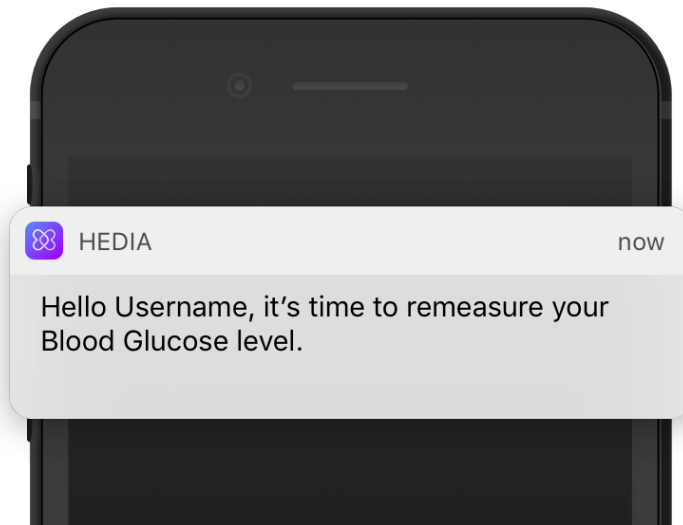 HEDIA now
Hello Username, it’s time to remeasure your
Blood Glucose level.